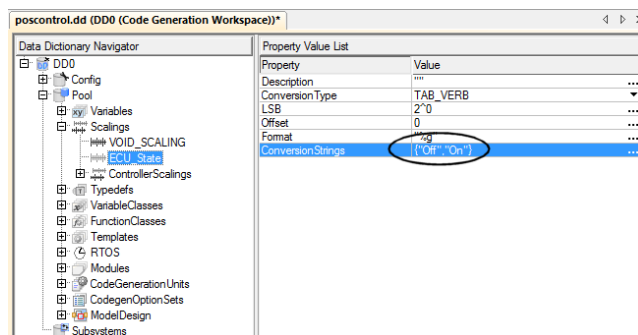 poscontrol.dd (DD0 (Code Generation Workspace))*
Data Dictionary Navigator
DD0
Config
Pool
Variables
Scalings
VOID_SCALING
ECU_State
ControllerScalings
Typedefs
VariableClasses
FunctionClasses
Templates
RTOS
Modules
CodeGenerationUnits
CodegenOptionSets
ModelDesign
Subsystems
Property Value List
Property Value
Description "" ...
ConversionType TAB_VERB
LSB 2^0 ...
Offset 0 ...
Format "%g" ...
ConversionStrings {"Off","On"} ...